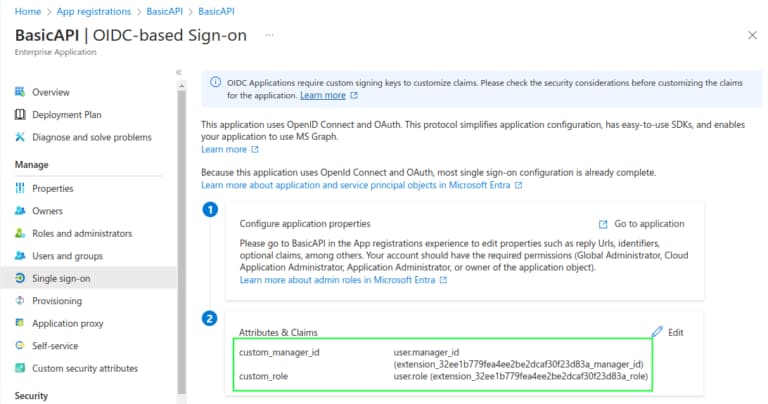 Home > App registrations > BasicAPI > BasicAPI
BasicAPI | OIDC-based Sign-on ...
Enterprise Application
Overview
Deployment Plan
Diagnose and solve problems
Manage
Properties
Owners
Roles and administrators
Users and groups
Single sign-on
Provisioning
Application proxy
Self-service
Custom security attributes
Security
OIDC Applications require custom signing keys to customize claims. Please check the security considerations before customizing the claims
for the application. Learn more
This application uses OpenID Connect and OAuth. This protocol simplifies application configuration, has easy-to-use SDKs, and enables
your application to use MS Graph.
Learn more
Because this application uses OpenId Connect and OAuth, most single sign-on configuration is already complete.
Learn more about application and service principal objects in Microsoft Entra
1
Configure application properties
Go to application
Please go to BasicAPI in the App registrations experience to edit properties such as reply Urls, identifiers,
optional claims, among others. Your account should have the required permissions (Global Administrator, Cloud
Application Administrator, Application Administrator, or owner of the application object).
Learn more about admin roles in Microsoft Entra
2
Attributes & Claims
Edit
custom_manager_id user.manager_id
(extension_32ee1b779fea4ee2be2dcaf30f23d83a_manager_id)
custom_role user.role (extension_32ee1b779fea4ee2be2dcaf30f23d83a_role)